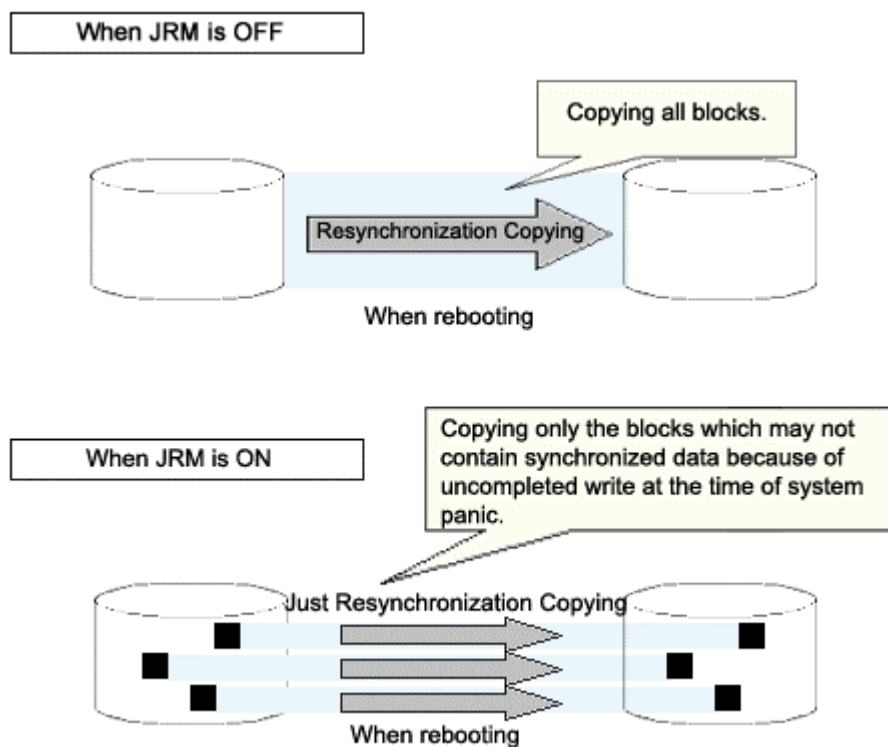 When JRM is OFF
Copying all blocks.
Resynchronization Copying
When rebooting
Copying only the blocks which may not
contain synchronized data because of
uncompleted write at the time of system
panic.
When JRM is ON
Just Resynchronization Copying
When rebooting